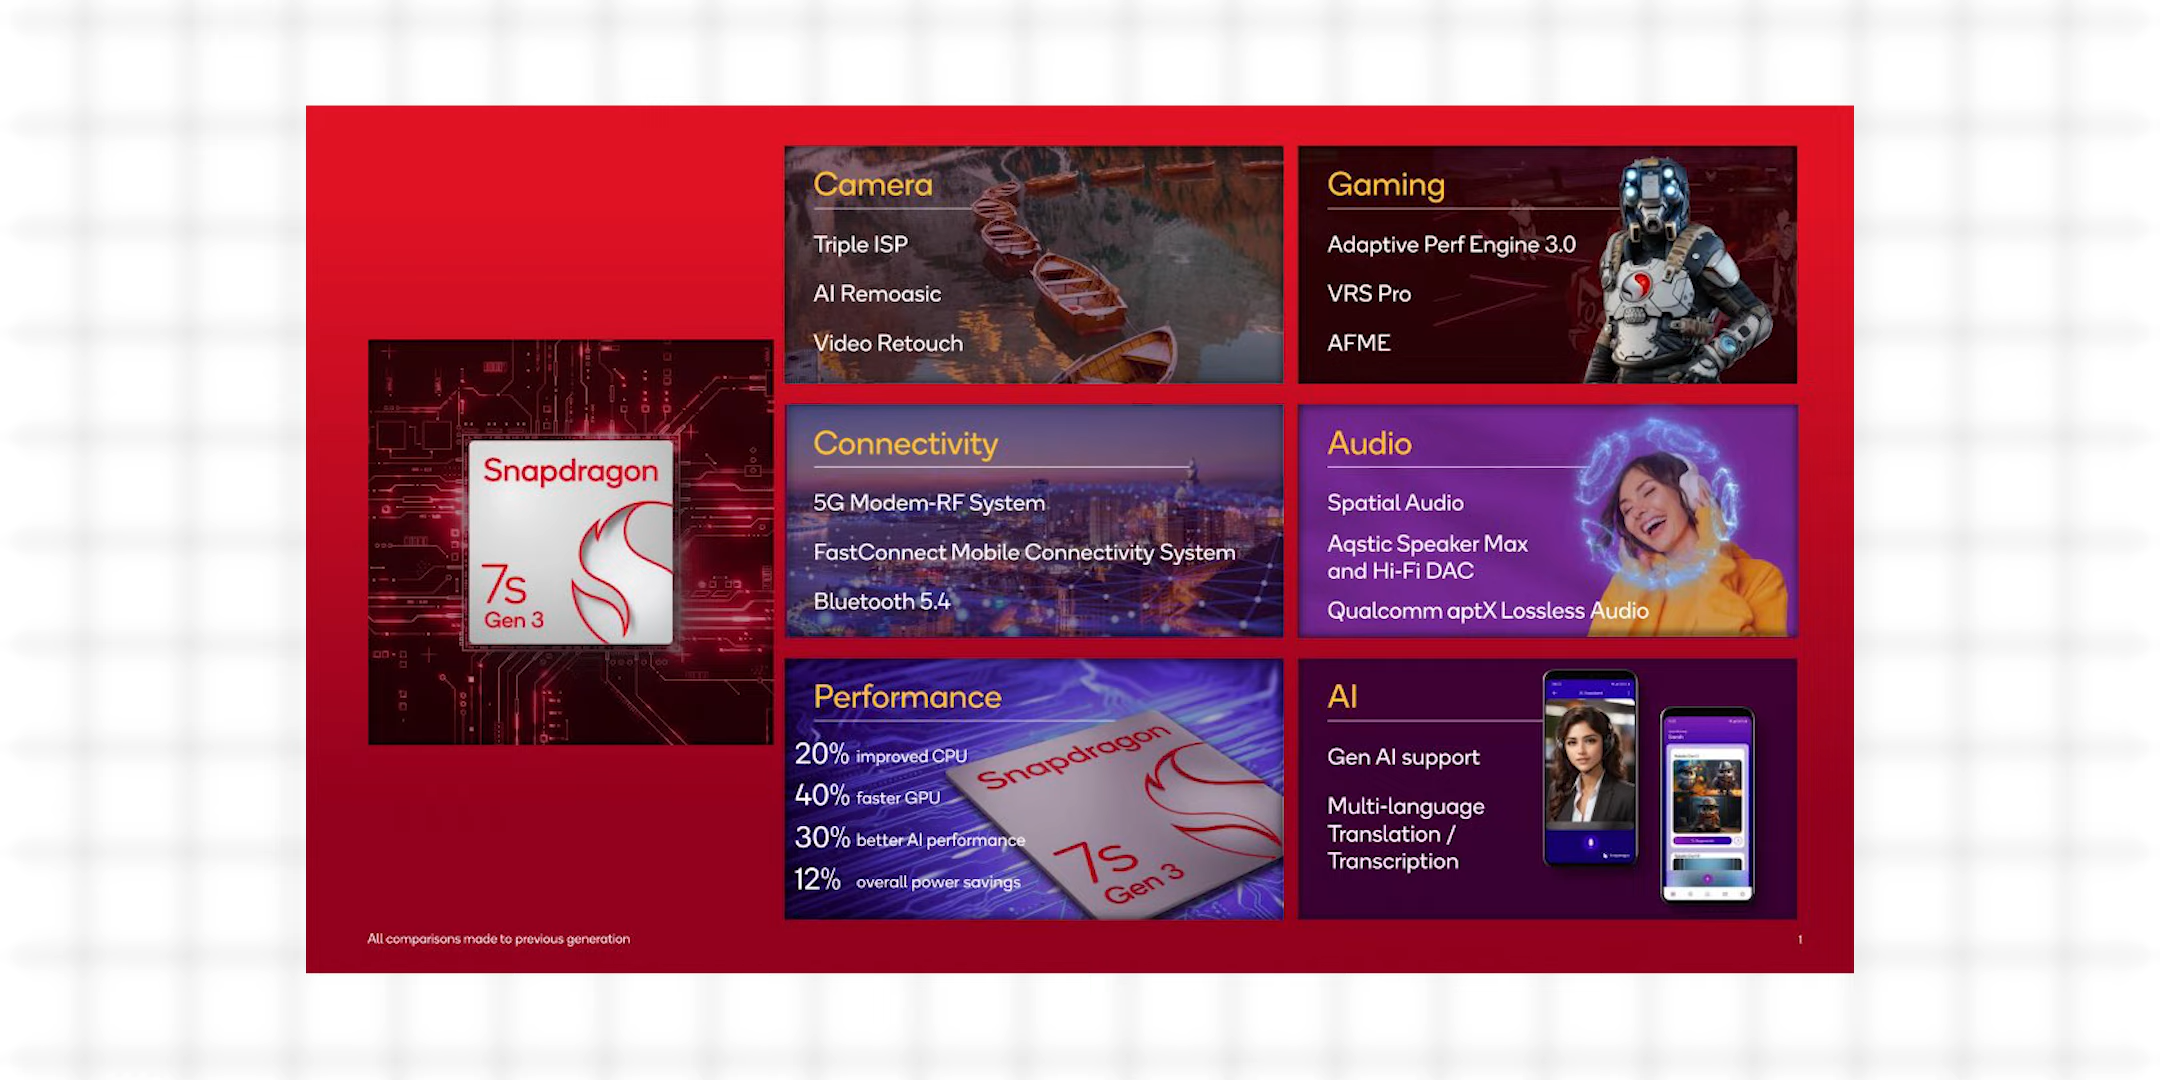 Snapdragon
7s
Gen 3
Camera
Triple ISP
AI Remoasic
Video Retouch
Gaming
Adaptive Perf Engine 3.0
VRS Pro
AFME
Connectivity
5G Modem-RF System
FastConnect Mobile Connectivity System
Bluetooth 5.4
Audio
Spatial Audio
Aqstic Speaker Max
and Hi-Fi DAC
Qualcomm aptX Lossless Audio
Performance
20% improved CPU
40% faster GPU
30% better AI performance
12% overall power savings
Snapdragon
7s
Gen 3
AI
Gen AI support
Multi-language
Translation /
Transcription
All comparisons made to previous generation
1